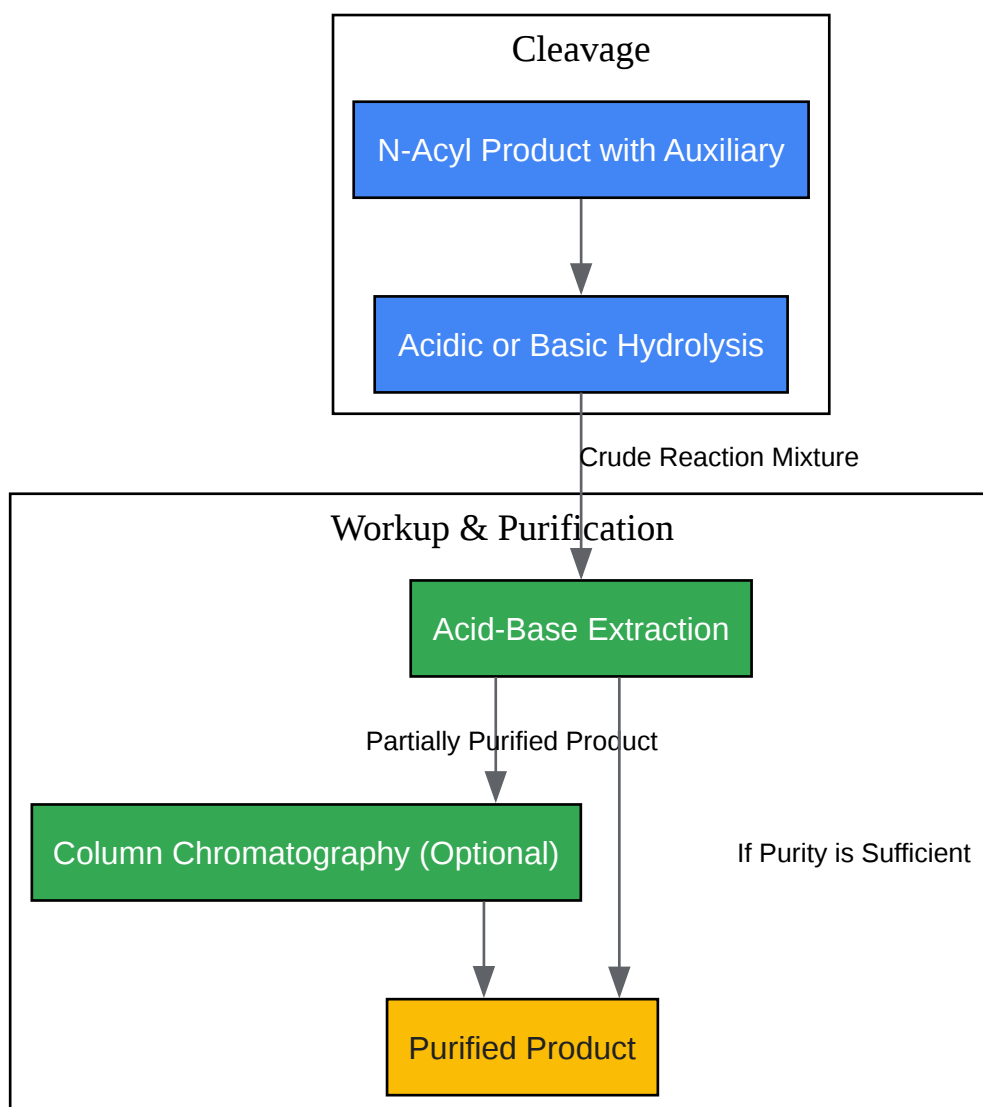 Cleavage
N-Acyl Product with Auxiliary
Acidic or Basic Hydrolysis
Crude Reaction Mixture
Workup & Purification
Acid-Base Extraction
Partially Purified Product
Column Chromatography (Optional)
If Purity is Sufficient
Purified Product